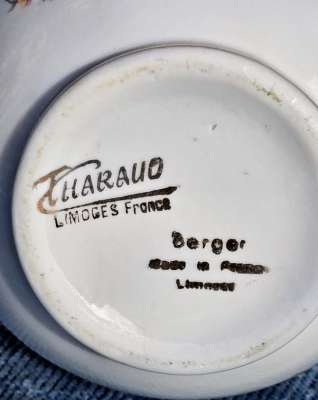 THARAUD
LIMOGES France
Berger
Made in France
Limoges